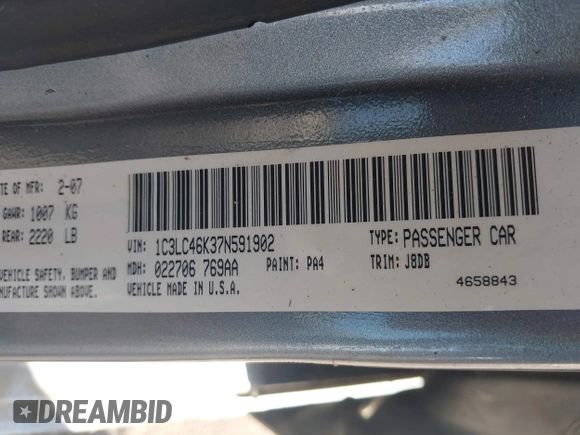 TE OF MFR: 2-07
GAWR: 1007 KG
REAR: 2220 LB
VEHICLE SAFETY, BUMPER AND
NUFACTURE SHOWN ABOVE.
VIN: 1C3LC46K37N591902 TYPE: PASSENGER CAR
MDH: 022706 769AA PAINT: PA4 TRIM: J8DB
VEHICLE MADE IN U.S.A. 4658843
DREAMBID